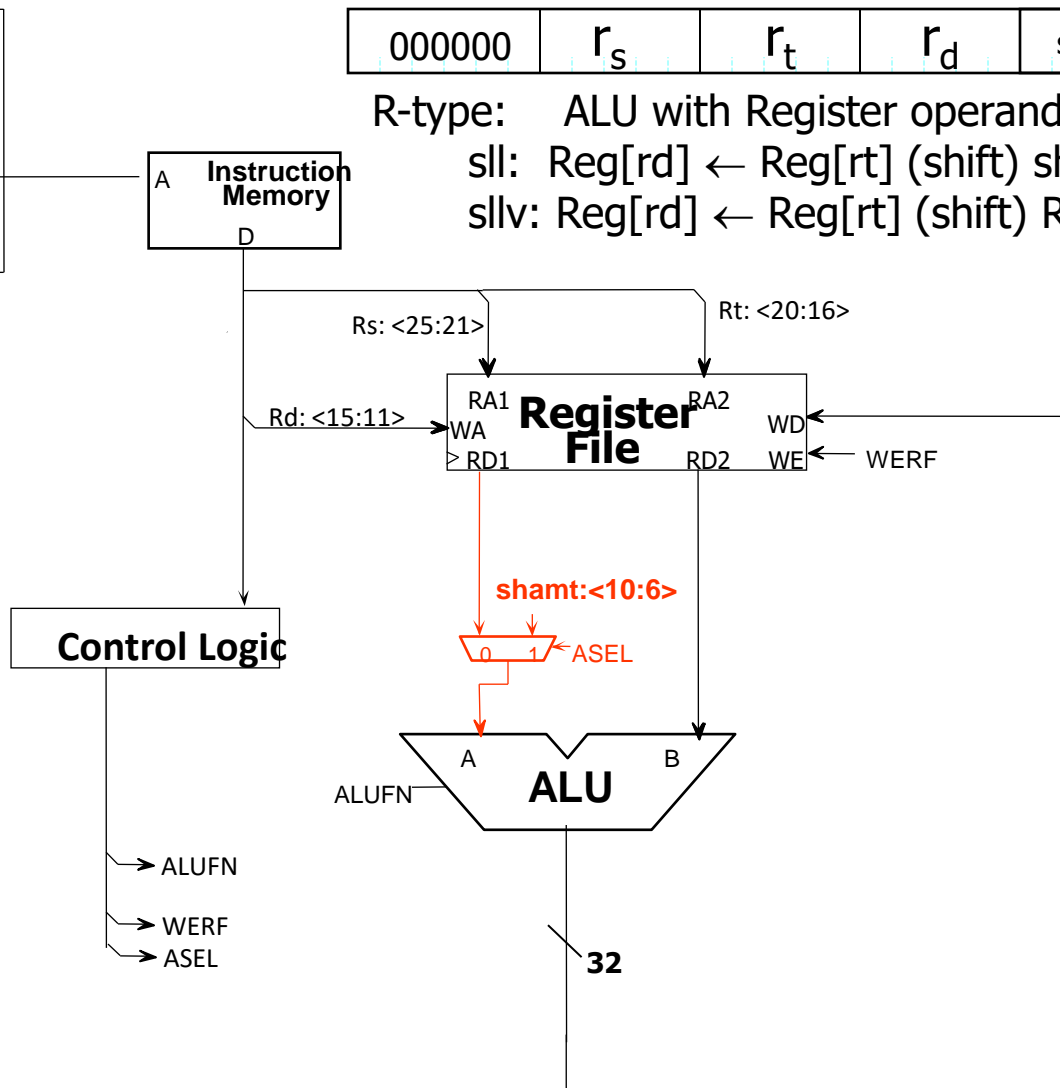 000000 rs rt rd s
R-type: ALU with Register operand
sll: Reg[rd] ← Reg[rt] (shift) sh
sllv: Reg[rd] ← Reg[rt] (shift) R
A Instruction
Memory
D
Rs: <25:21>
Rt: <20:16>
RA1 RA2
Rd: <15:11>
Register
File
WA WD
RD1 RD2 WE WERF
shamt:<10:6>
Control Logic
0 1 ASEL
A B
ALUFN ALU
ALUFN
WERF
ASEL
32